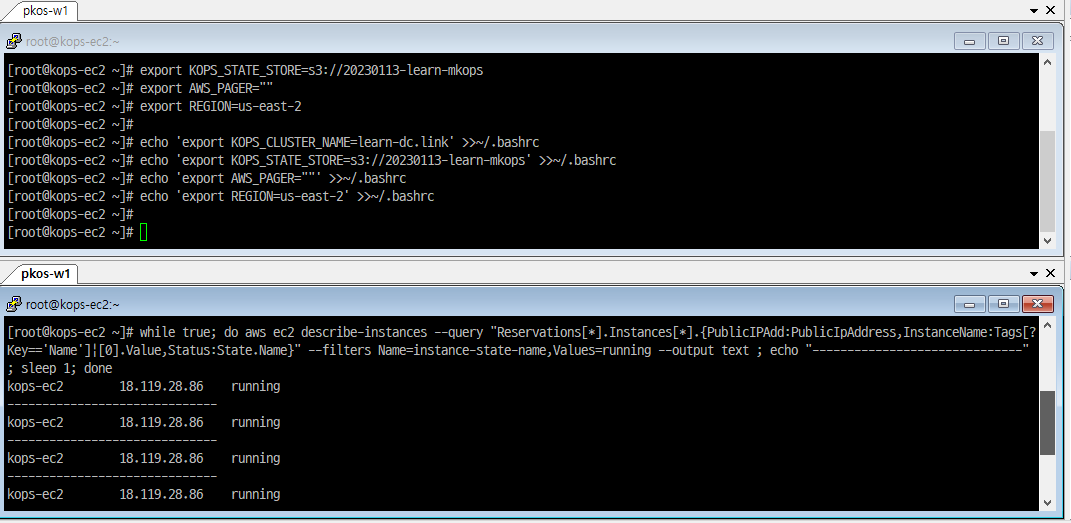 pkos-w1
root@kops-ec2:~
[root@kops-ec2 ~]# export KOPS_STATE_STORE=s3://20230113-learn-mkops
[root@kops-ec2 ~]# export AWS_PAGER=""
[root@kops-ec2 ~]# export REGION=us-east-2
[root@kops-ec2 ~]#
[root@kops-ec2 ~]# echo 'export KOPS_CLUSTER_NAME=learn-dc.link' >>~/.bashrc
[root@kops-ec2 ~]# echo 'export KOPS_STATE_STORE=s3://20230113-learn-mkops' >>~/.bashrc
[root@kops-ec2 ~]# echo 'export AWS_PAGER=""' >>~/.bashrc
[root@kops-ec2 ~]# echo 'export REGION=us-east-2' >>~/.bashrc
[root@kops-ec2 ~]#
[root@kops-ec2 ~]#
pkos-w1
root@kops-ec2:~
[root@kops-ec2 ~]# while true; do aws ec2 describe-instances --query "Reservations[*].Instances[*].{PublicIPAdd:PublicIpAddress,InstanceName:Tags[?
Key=='Name']|[0].Value,Status:State.Name}" --filters Name=instance-state-name,Values=running --output text ; echo "------------------------------"
; sleep 1; done
kops-ec2 18.119.28.86 running
------------------------------
kops-ec2 18.119.28.86 running
------------------------------
kops-ec2 18.119.28.86 running
------------------------------
kops-ec2 18.119.28.86 running